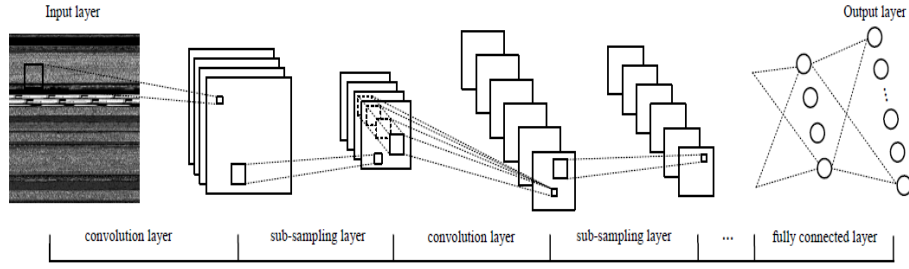 Input layer
Output layer
⋮
convolution layer
sub-sampling layer
convolution layer
sub-sampling layer
...
fully connected layer